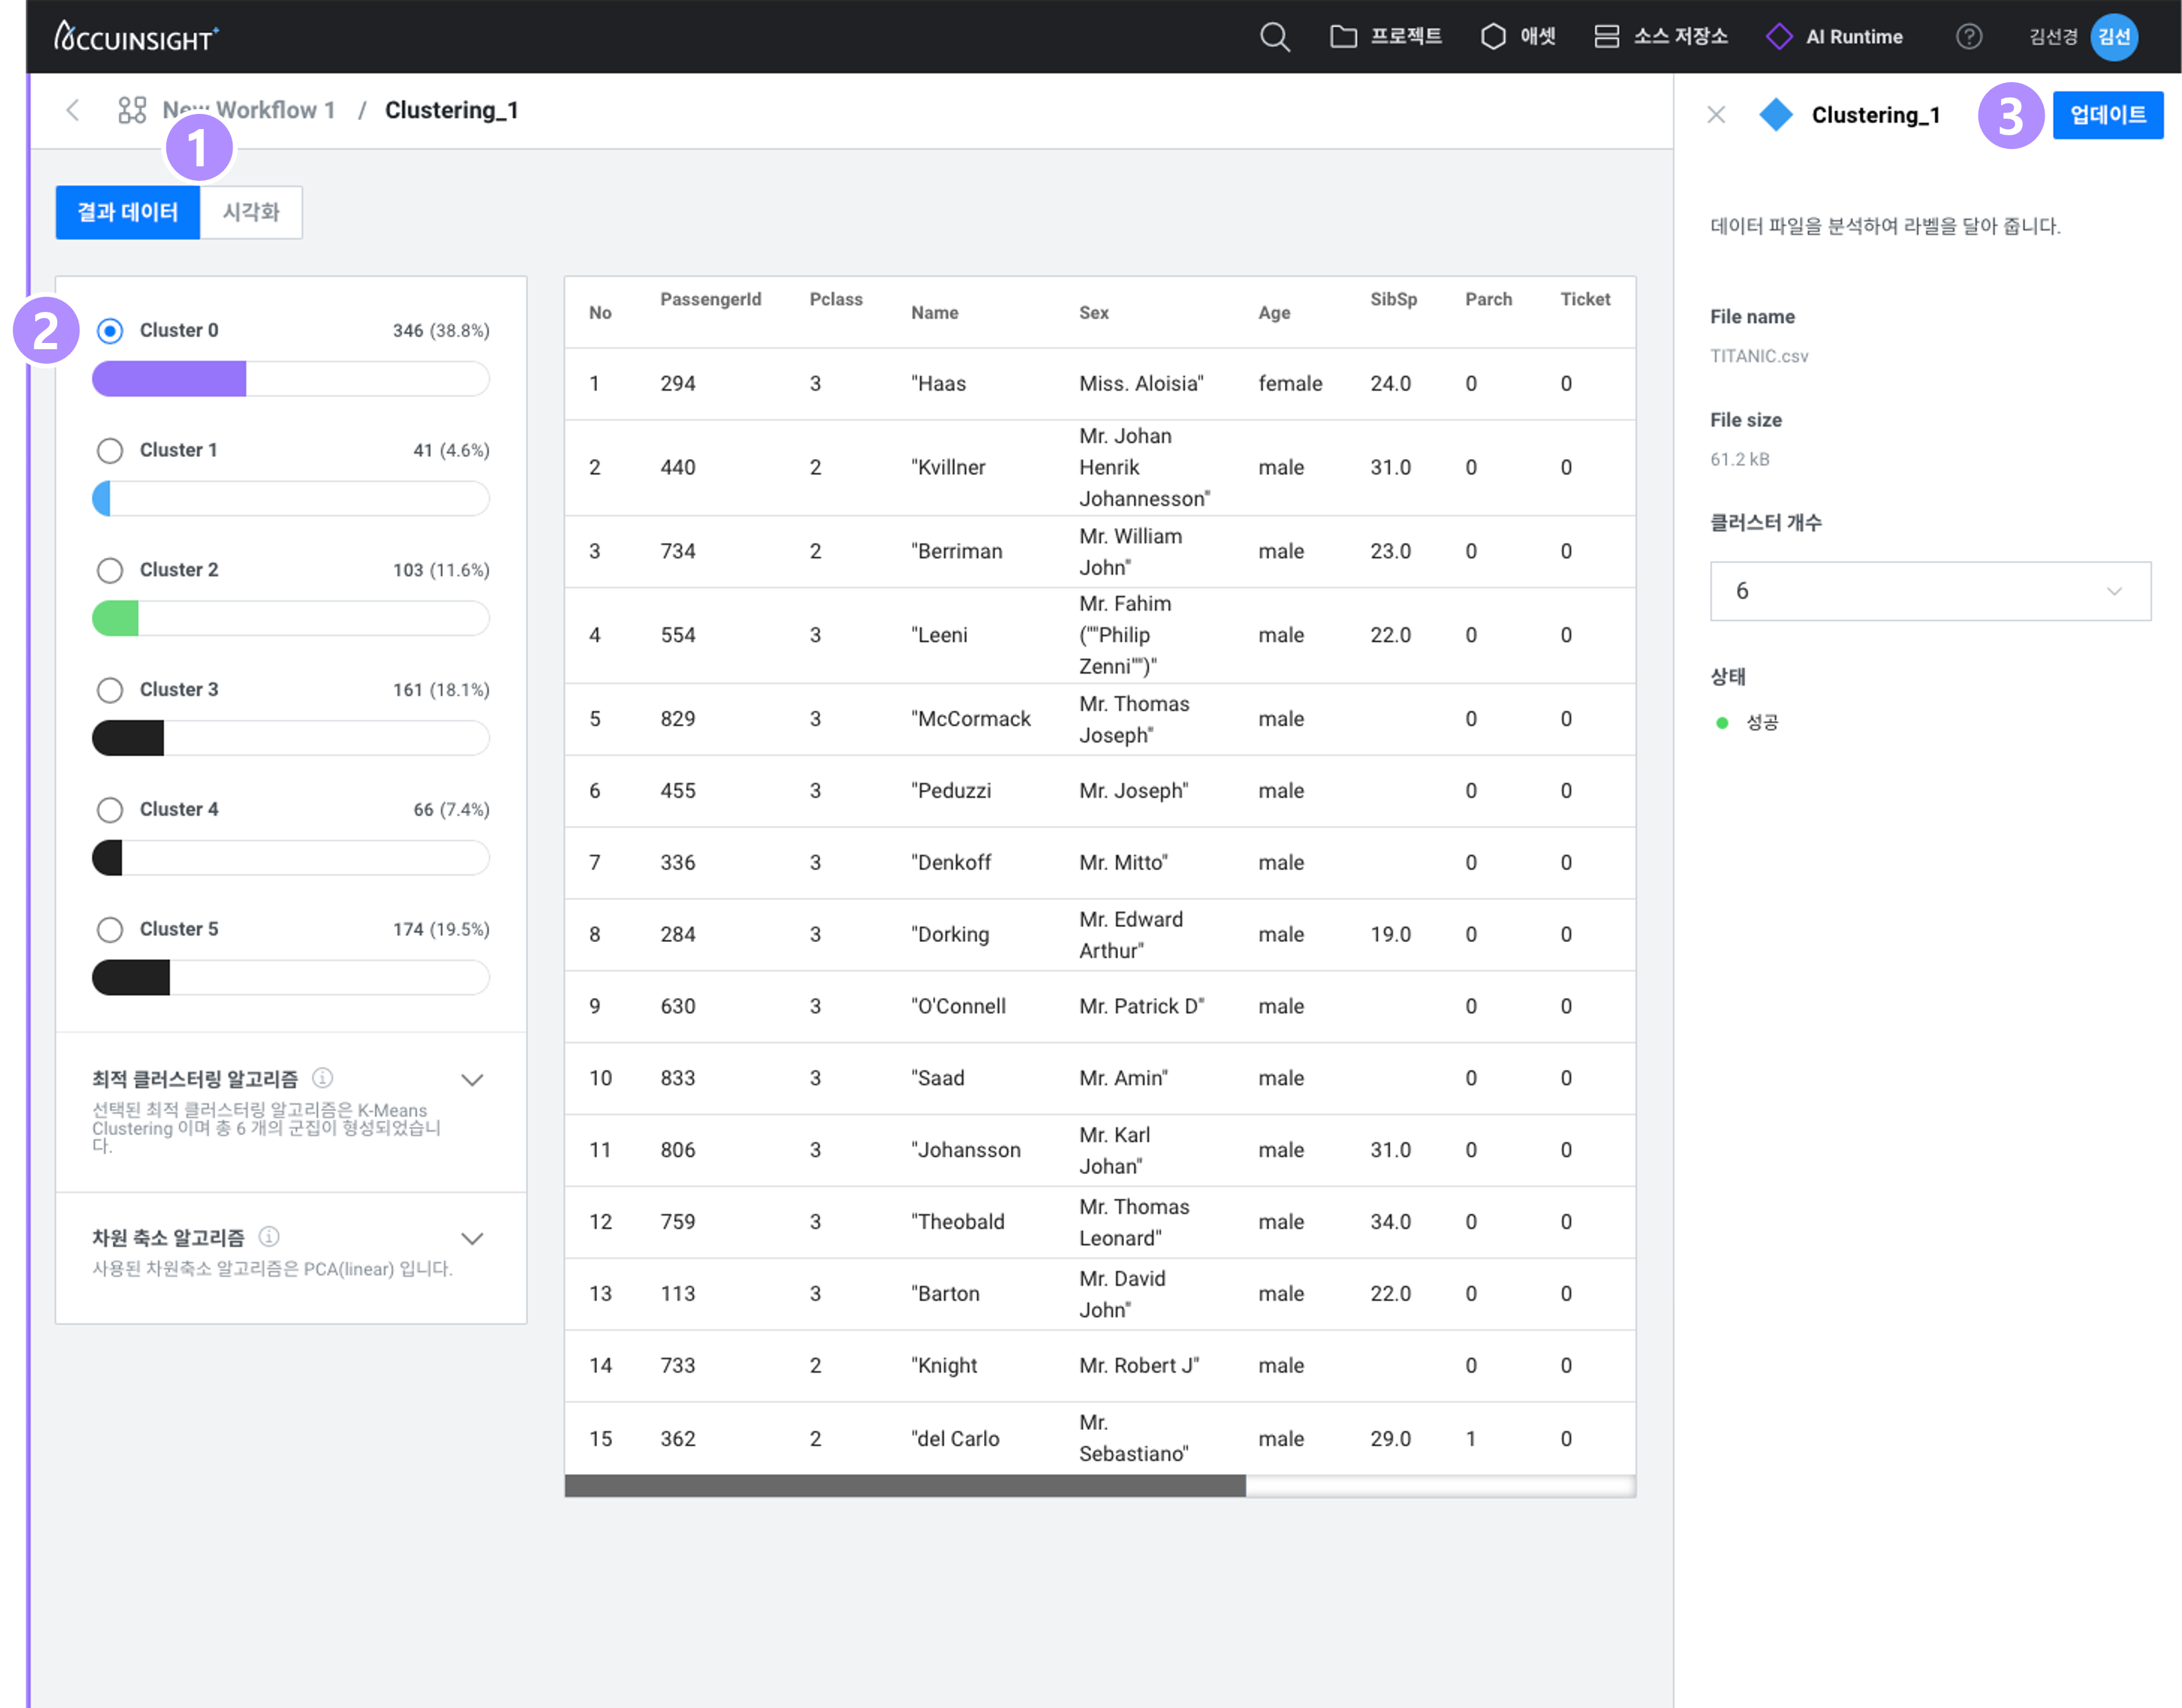 ACCUINSIGHT+
프로젝트
애셋
소스 저장소
AI Runtime
?
김선경
김선
New Workflow 1 / Clustering_1
1
결과 데이터
시각화
2
Cluster 0 346 (38.8%)
Cluster 1 41 (4.6%)
Cluster 2 103 (11.6%)
Cluster 3 161 (18.1%)
Cluster 4 66 (7.4%)
Cluster 5 174 (19.5%)
최적 클러스터링 알고리즘
선택된 최적 클러스터링 알고리즘은 K-Means
Clustering 이며 총 6 개의 군집이 형성되었습니
다.
차원 축소 알고리즘
사용된 차원축소 알고리즘은 PCA(linear) 입니다.
No PassengerId Pclass Name Sex Age SibSp Parch Ticket
1 294 3 "Haas Miss. Aloisia" female 24.0 0 0
2 440 2 "Kvillner Mr. Johan Henrik Johannesson" male 31.0 0 0
3 734 2 "Berriman Mr. William John" male 23.0 0 0
4 554 3 "Leeni Mr. Fahim (""Philip Zenni"")" male 22.0 0 0
5 829 3 "McCormack Mr. Thomas Joseph" male 0 0
6 455 3 "Peduzzi Mr. Joseph" male 0 0
7 336 3 "Denkoff Mr. Mitto" male 0 0
8 284 3 "Dorking Mr. Edward Arthur" male 19.0 0 0
9 630 3 "O'Connell Mr. Patrick D" male 0 0
10 833 3 "Saad Mr. Amin" male 0 0
11 806 3 "Johansson Mr. Karl Johan" male 31.0 0 0
12 759 3 "Theobald Mr. Thomas Leonard" male 34.0 0 0
13 113 3 "Barton Mr. David John" male 22.0 0 0
14 733 2 "Knight Mr. Robert J" male 0 0
15 362 2 "del Carlo Mr. Sebastiano" male 29.0 1 0
Clustering_1
3
업데이트
데이터 파일을 분석하여 라벨을 달아 줍니다.
File name
TITANIC.csv
File size
61.2 kB
클러스터 개수
6
상태
성공